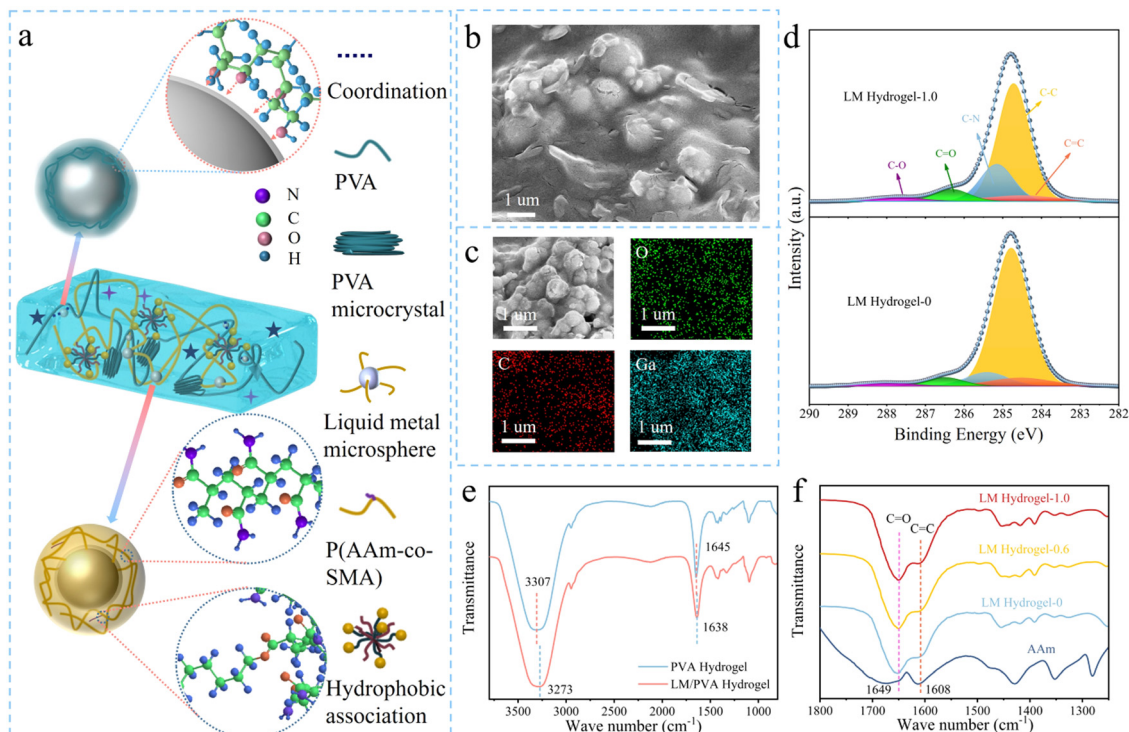 a
Coordination
PVA
N
C
O
H
PVA
microcrystal
Liquid metal
microsphere
P(AAm-co-
SMA)
Hydrophobic
association
b
1 um
c
1 um
O
1 um
C
1 um
Ga
1 um
d
LM Hydrogel-1.0
C-C
C-N
C=C
C=O
C-O
LM Hydrogel-0
Intensity (a.u.)
290 289 288 287 286 285 284 283 282
Binding Energy (eV)
e
1645
3307
1638
3273
PVA Hydrogel
LM/PVA Hydrogel
Transmittance
3500 3000 2500 2000 1500 1000
Wave number (cm⁻¹)
f
LM Hydrogel-1.0
C=O
C=C
LM Hydrogel-0.6
LM Hydrogel-0
AAm
1649
1608
Transmittance
1800 1700 1600 1500 1400 1300
Wave number (cm⁻¹)